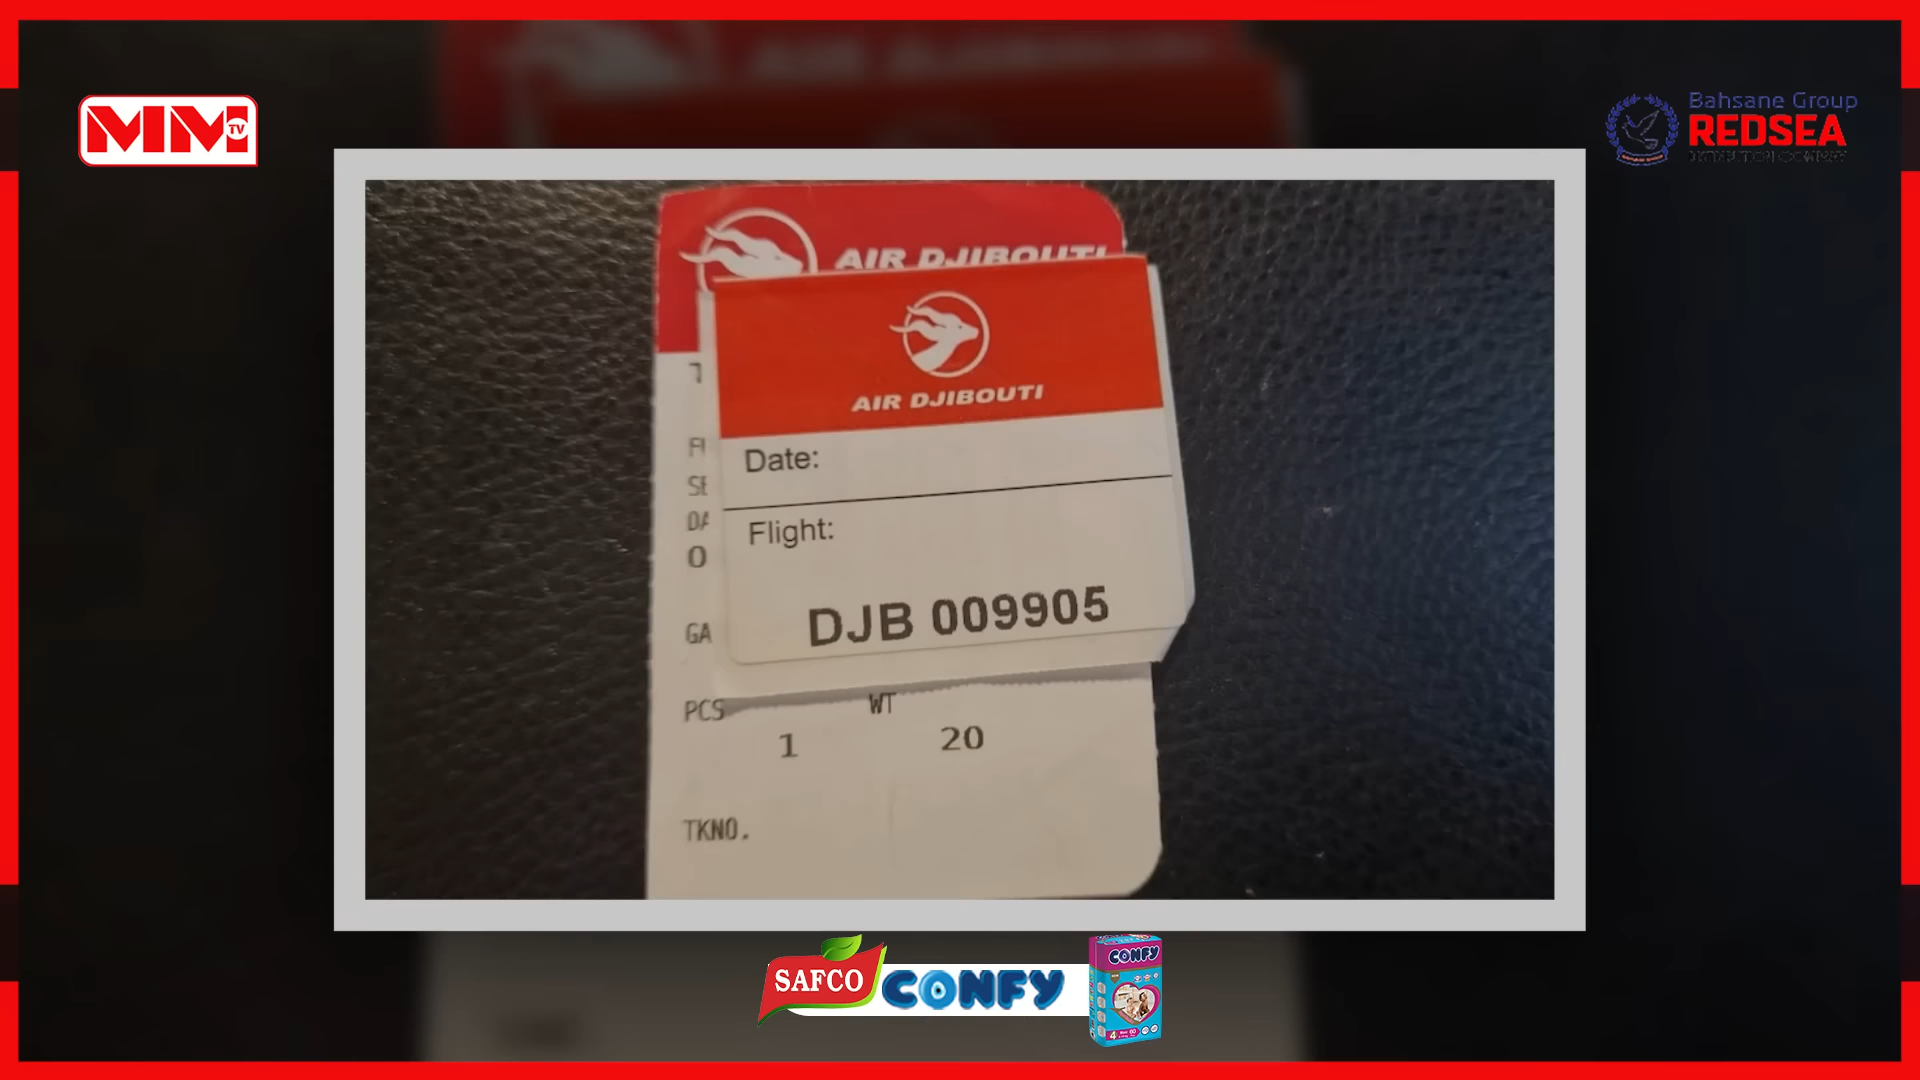 MM TV
Bahsane Group
REDSEA
AIR DJIBOUTI
AIR DJIBOUTI
Date:
Flight:
DJB 009905
GA
PCS WT
1 20
TKNO.
SAFCO CONFY
CONFY
4